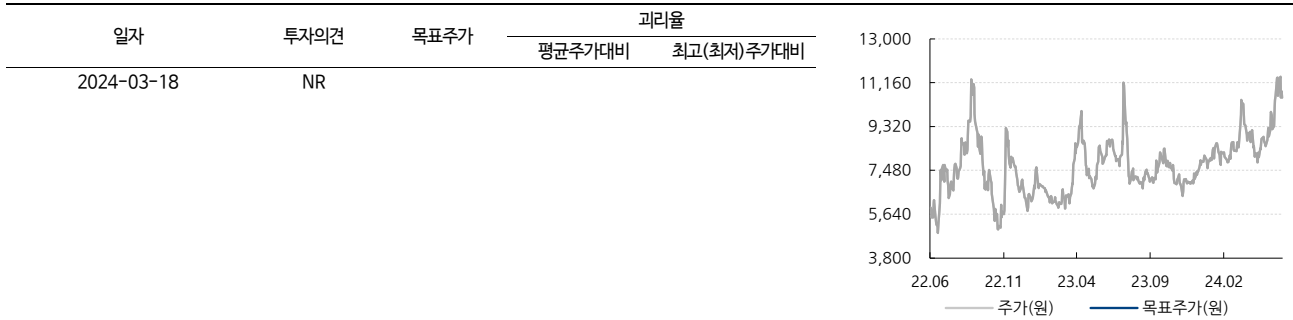 일자 투자의견 목표주가 괴리율
평균주가대비 최고(최저)주가대비
2024-03-18 NR
13,000
11,160
9,320
7,480
5,640
3,800
22.06 22.11 23.04 23.09 24.02
주가(원) 목표주가(원)